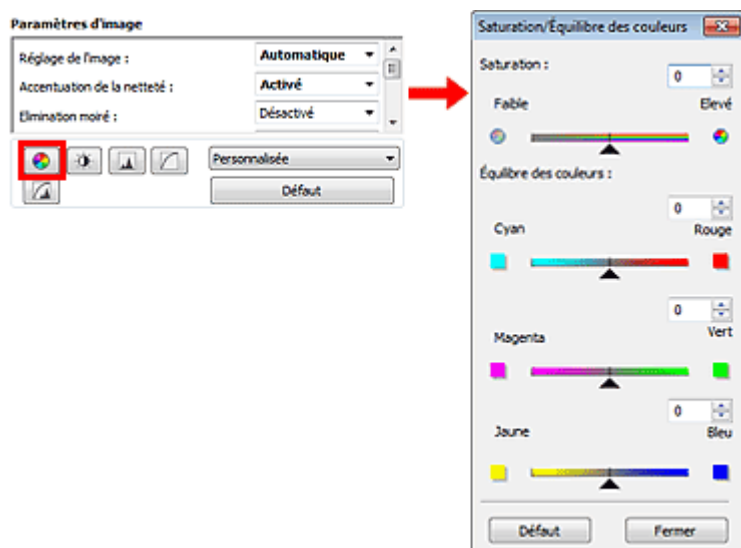 Paramètres d'image
Réglage de l'image : Automatique
Accentuation de la netteté : Activé
Elimination moiré : Désactivé
Personnalisée
Défaut
Saturation/Équilibre des couleurs
Saturation :
0
Faible Elevé
Équilibre des couleurs :
0
Cyan Rouge
0
Magenta Vert
0
Jaune Bleu
Défaut Fermer